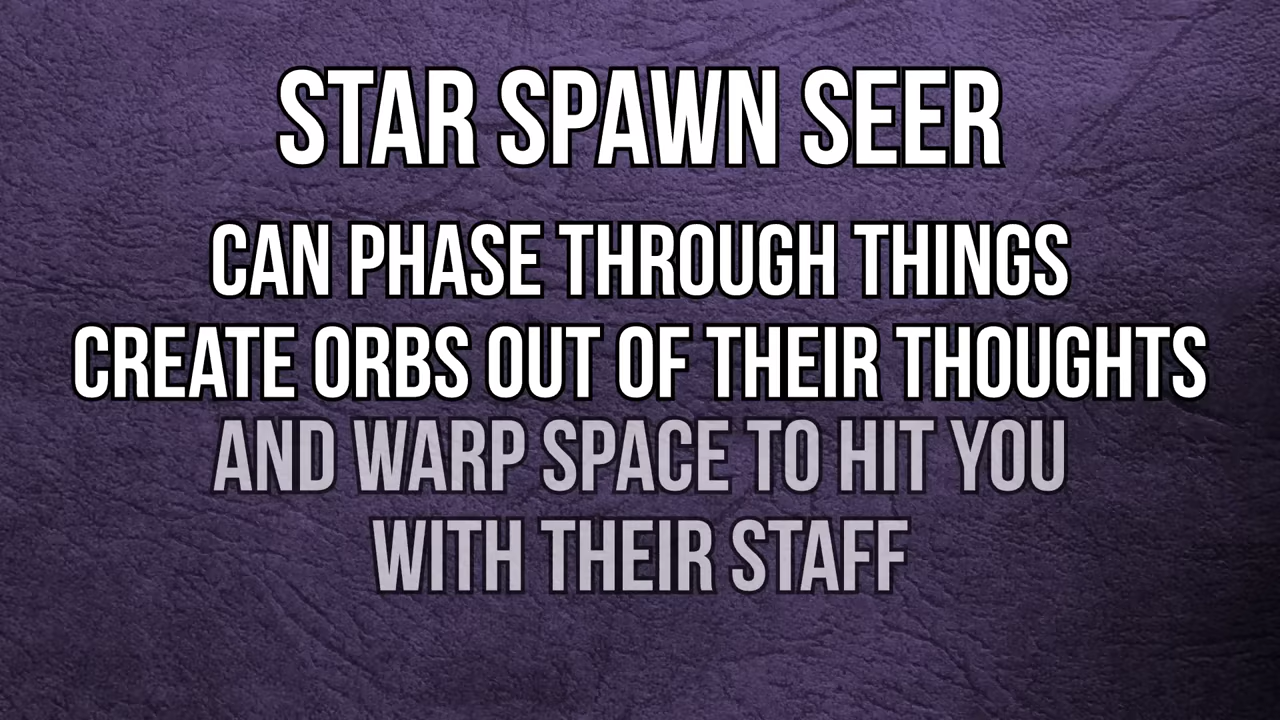 STAR SPAWN SEER
CAN PHASE THROUGH THINGS
CREATE ORBS OUT OF THEIR THOUGHTS
AND WARP SPACE TO HIT YOU
WITH THEIR STAFF